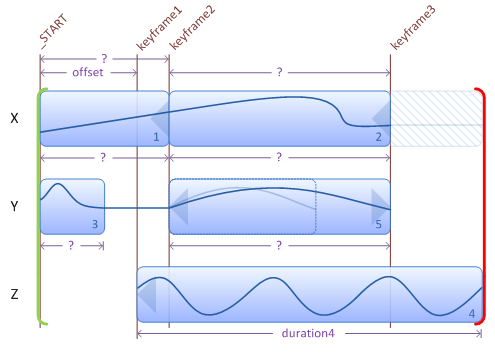 _START
keyframe1
keyframe2
keyframe3
?
offset
?
X
1
2
?
?
Y
3
5
?
?
Z
4
duration4